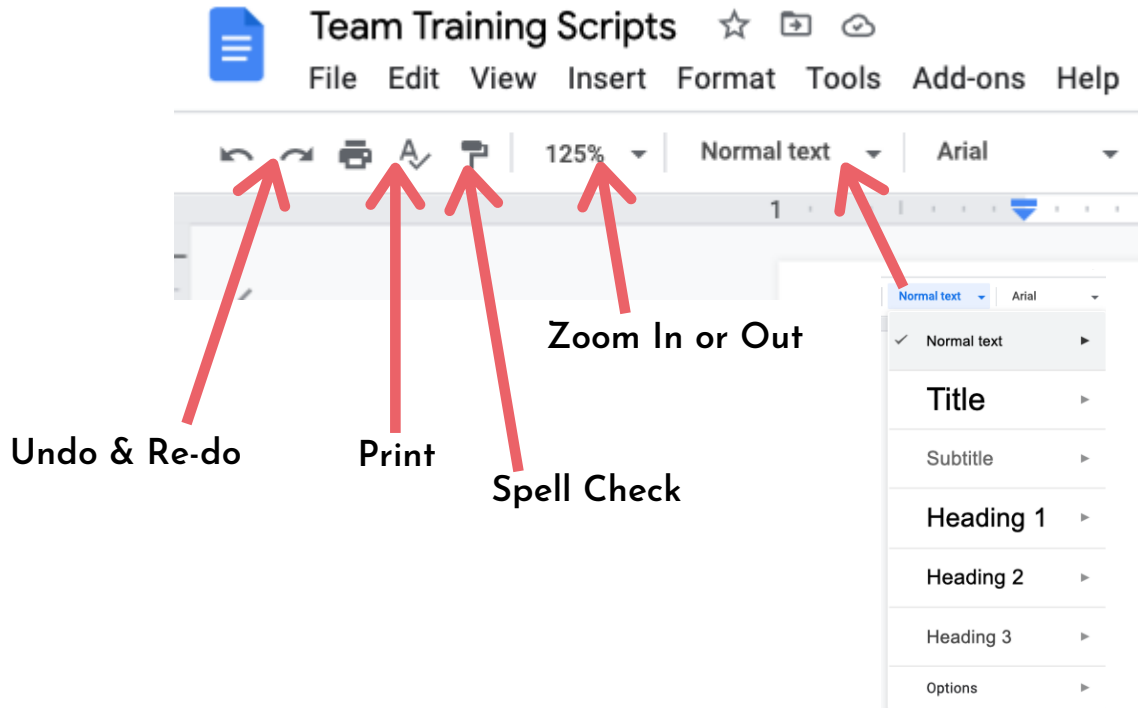 Team Training Scripts
File Edit View Insert Format Tools Add-ons Help
125% Normal text Arial
1
Normal text Arial
Zoom In or Out
Normal text
Title
Undo & Re-do
Print
Subtitle
Spell Check
Heading 1
Heading 2
Heading 3
Options